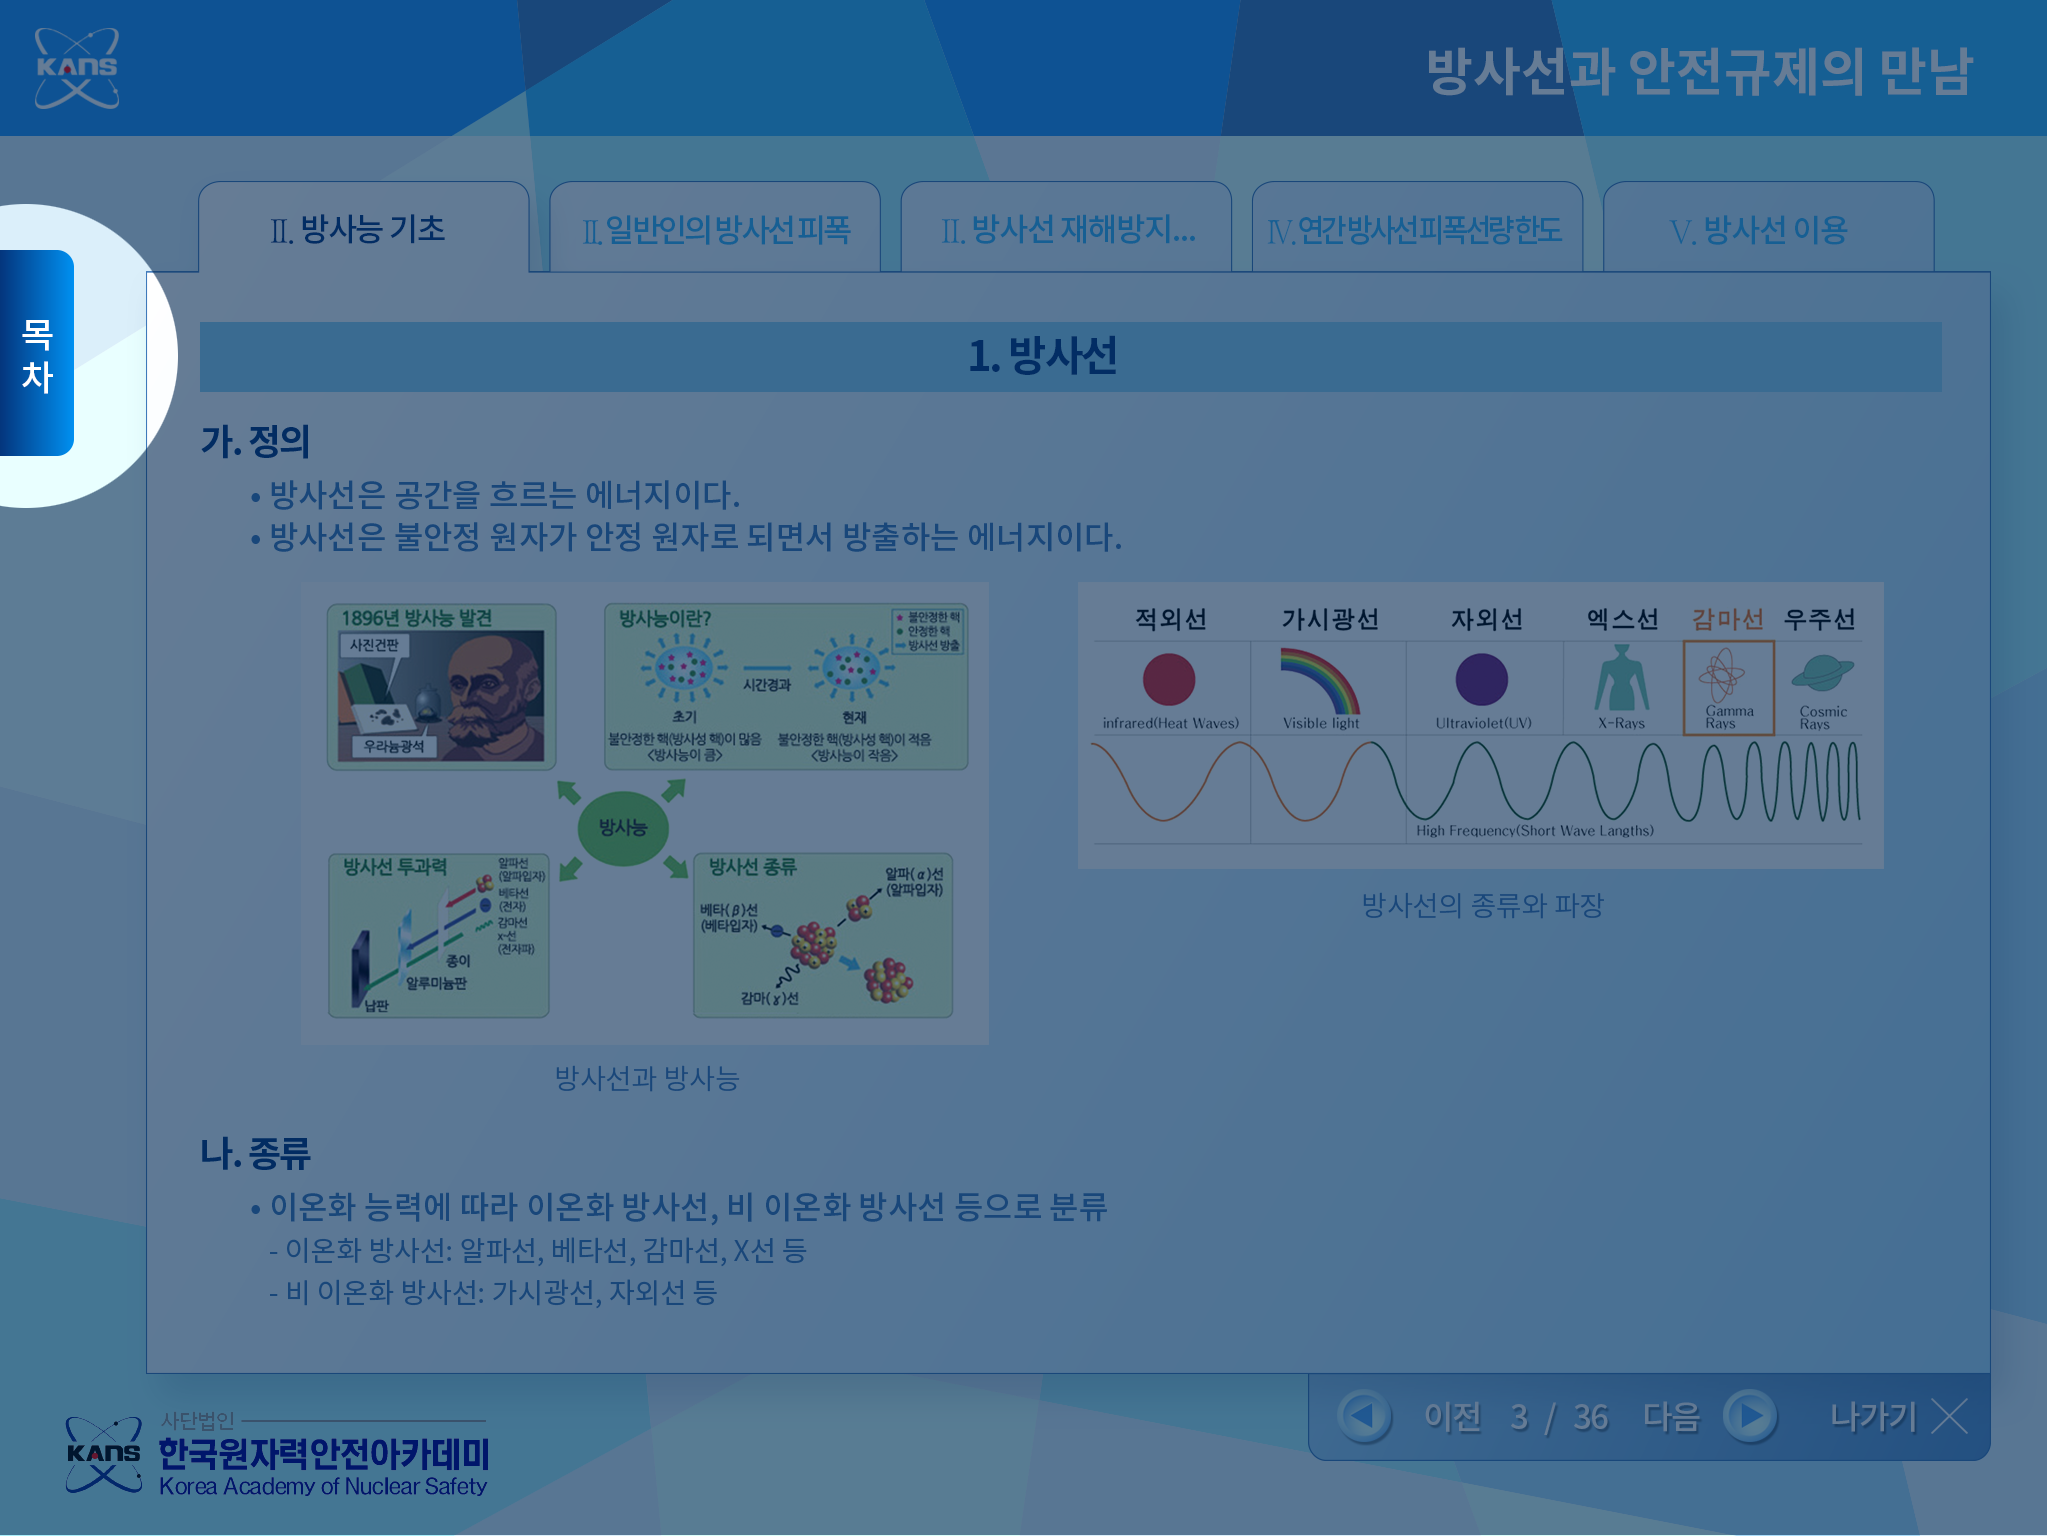 KANS
방사선과 안전규제의 만남
Ⅱ. 방사능 기초
Ⅱ. 일반인의 방사선 피폭
Ⅱ. 방사선 재해방지...
Ⅳ. 연간 방사선 피폭선량한도
Ⅴ. 방사선 이용
목
차
1. 방사선
가. 정의
• 방사선은 공간을 흐르는 에너지이다.
• 방사선은 불안정 원자가 안정 원자로 되면서 방출하는 에너지이다.
1896년 방사능 발견
사진건판
우라늄광석
방사능이란?
불안정한 핵
안정한 핵
방사선 방출
시간경과
초기
현재
불안정한 핵(방사성 핵)이 많음
<방사능이 큼>
불안정한 핵(방사성 핵)이 적음
<방사능이 작음>
방사능
방사선 투과력
알파선
(알파입자)
베타선
(전자)
감마선
x-선
(전자파)
종이
알루미늄판
납판
방사선 종류
알파(α)선
(알파입자)
베타(β)선
(베타입자)
감마(γ)선
방사선과 방사능
적외선
가시광선
자외선
엑스선
감마선
우주선
infrared(Heat Waves)
Visible light
Ultraviolet(UV)
X-Rays
Gamma
Rays
Cosmic
Rays
High Frequency(Short Wave Langths)
방사선의 종류와 파장
나. 종류
• 이온화 능력에 따라 이온화 방사선, 비 이온화 방사선 등으로 분류
- 이온화 방사선: 알파선, 베타선, 감마선, X선 등
- 비 이온화 방사선: 가시광선, 자외선 등
이전 3 / 36 다음 나가기
KANS
사단법인
한국원자력안전아카데미
Korea Academy of Nuclear Safety